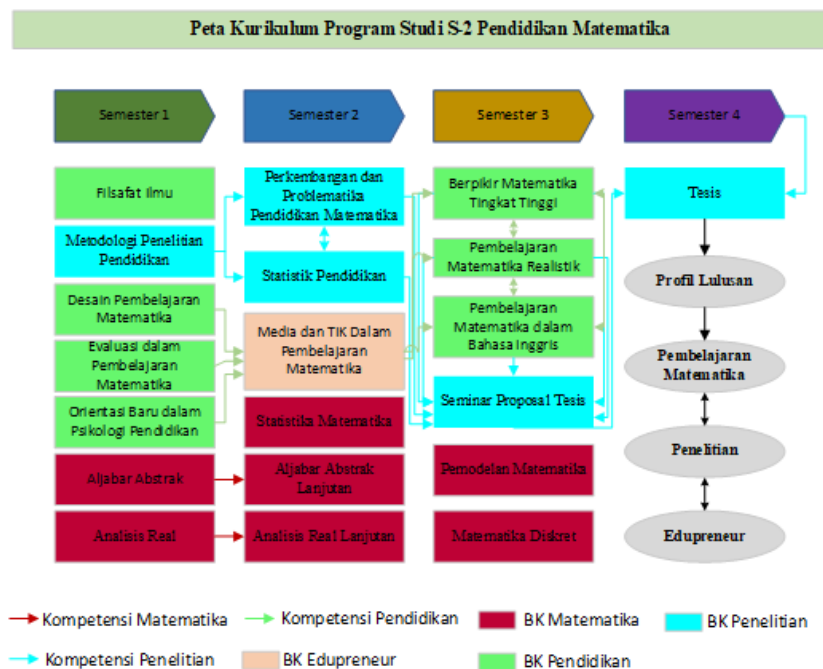 Peta Kurikulum Program Studi S-2 Pendidikan Matematika
Semester 1
Semester 2
Semester 3
Semester 4
Filsafat Ilmu
Metodologi Penelitian
Pendidikan
Desain Pembelajaran
Matematika
Evaluasi dalam
Pembelajaran
Matematika
Orientasi Baru dalam
Psikologi Pendidikan
Aljabar Abstrak
Analisis Real
Perkembangan dan
Problematika
Pendidikan Matematika
Statistik Pendidikan
Media dan TIK Dalam
Pembelajaran
Matematika
Statistika Matematika
Aljabar Abstrak
Lanjutan
Analisis Real Lanjutan
Berpikir Matematika
Tingkat Tinggi
Pembelajaran
Matematika Realistik
Pembelajaran
Matematika dalam
Bahasa Inggris
Seminar Proposal Tesis
Pemodelan Matematika
Matematika Diskret
Tesis
Profil Lulusan
Pembelajaran
Matematika
Penelitian
Edupreneur
Kompetensi Matematika
Kompetensi Pendidikan
BK Matematika
BK Penelitian
Kompetensi Penelitian
BK Edupreneur
BK Pendidikan